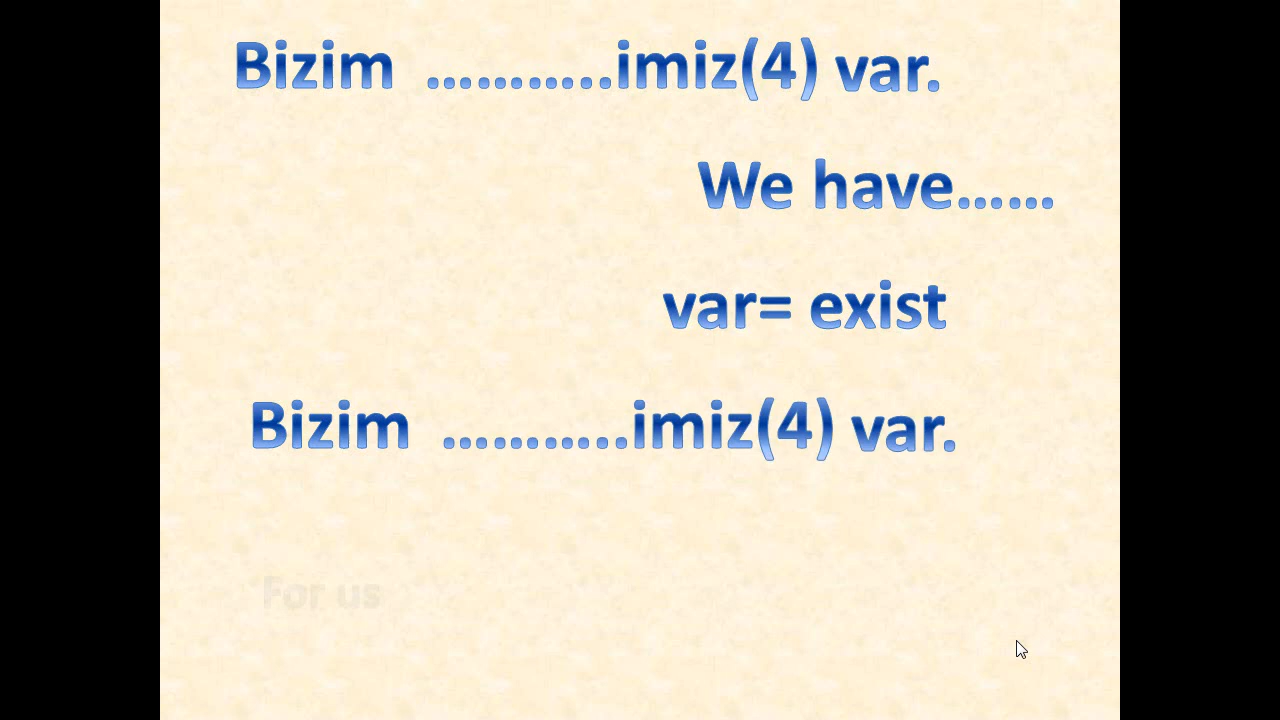 Bizim ………..imiz(4) var.
We have……
var= exist
Bizim ………..imiz(4) var.
For us